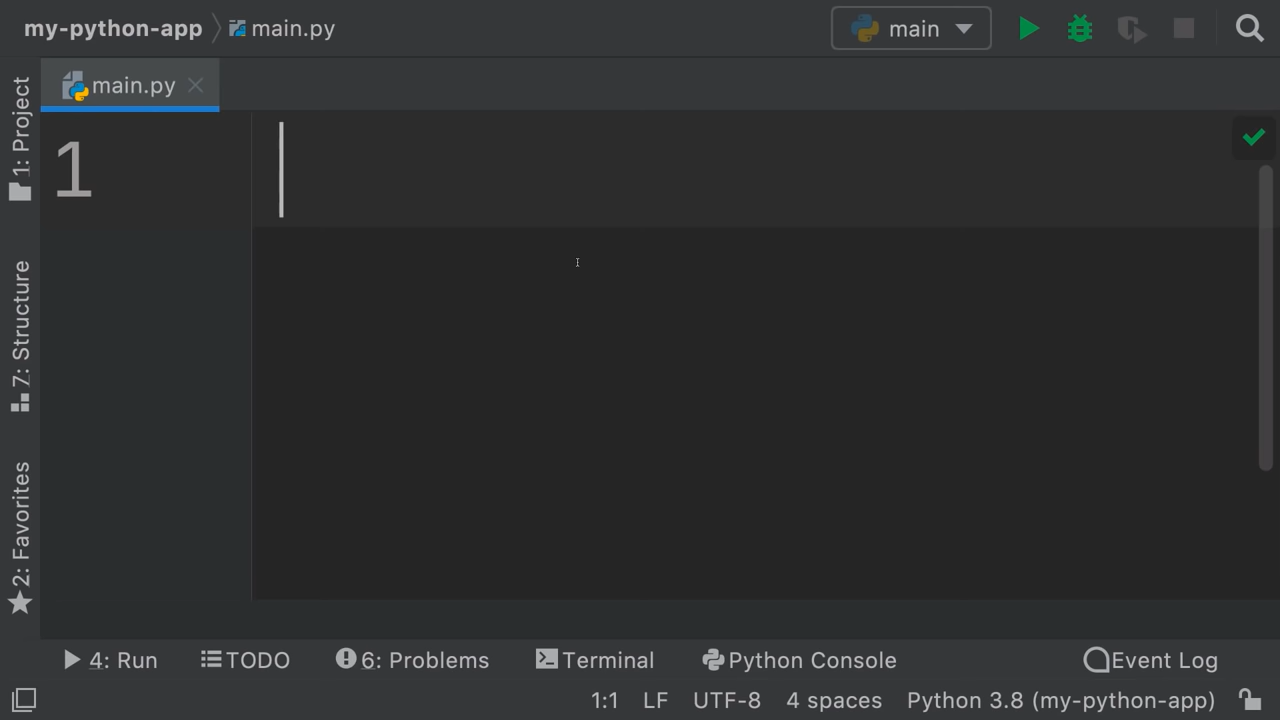 my-python-app main.py
main
main.py
1
1: Project
7: Structure
2: Favorites
4: Run TODO 6: Problems Terminal Python Console Event Log
1:1 LF UTF-8 4 spaces Python 3.8 (my-python-app)